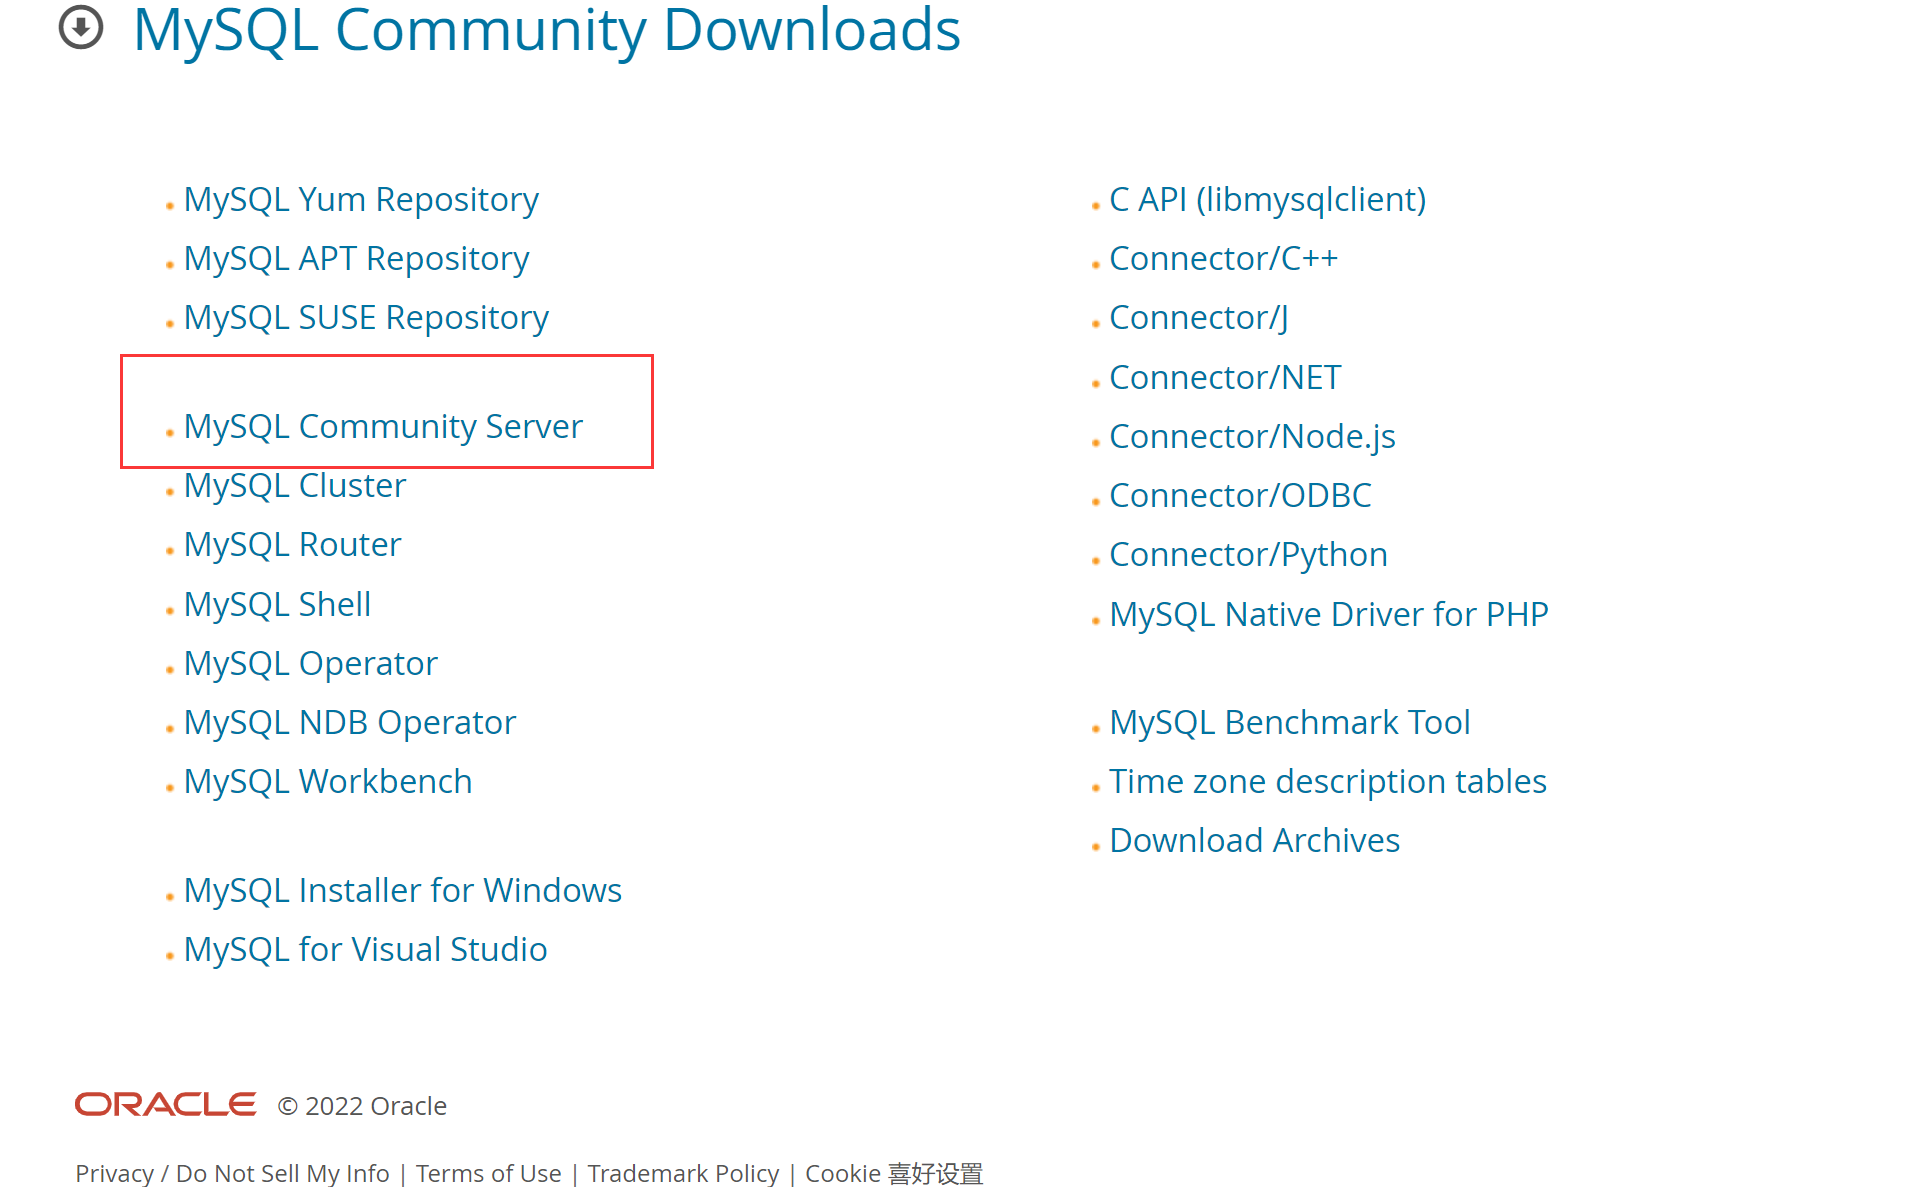 MySQL Community Downloads
MySQL Yum Repository
MySQL APT Repository
MySQL SUSE Repository
MySQL Community Server
MySQL Cluster
MySQL Router
MySQL Shell
MySQL Operator
MySQL NDB Operator
MySQL Workbench
MySQL Installer for Windows
MySQL for Visual Studio
C API (libmysqlclient)
Connector/C++
Connector/J
Connector/NET
Connector/Node.js
Connector/ODBC
Connector/Python
MySQL Native Driver for PHP
MySQL Benchmark Tool
Time zone description tables
Download Archives
ORACLE © 2022 Oracle
Privacy / Do Not Sell My Info | Terms of Use | Trademark Policy | Cookie 喜好设置